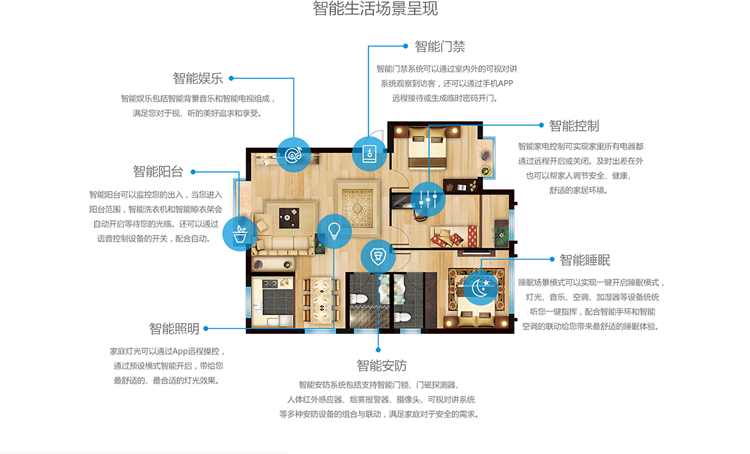 智能生活场景呈现
智能门禁
智能门禁系统可以通过室内外的可视对讲
系统观察到访客，还可以通过手机APP
远程接待或生成临时密码开门。
智能娱乐
智能娱乐包括智能背景音乐和智能电视组成，
满足您对于视、听的美好追求和享受。
智能控制
智能家电控制可实现家里所有电器都
通过远程开启或关闭。及时出差在外
也可以帮家人调节安全、健康、
舒适的家居环境。
智能阳台
智能阳台可以监控您的出入，当您进入
阳台范围，智能洗衣机和智能晾衣架会
自动开启等待您的光临。还可以通过
语音控制设备的开关，配合自动。
智能睡眠
睡眠场景模式可以实现一键开启睡眠模式，
灯光、音乐、空调、加湿器等设备统统
听您一键指挥，配合智能手环和智能
空调的联动给您带来最舒适的睡眠体验。
智能照明
家庭灯光可以通过App远程操控，
通过预设模式智能开启，带给您
最舒适的、最合适的灯光效果。
智能安防
智能安防系统包括支持智能门锁、门磁探测器、
人体红外感应器、烟雾报警器、摄像头、可视对讲系统
等多种安防设备的组合与联动，满足家庭对于安全的需求。